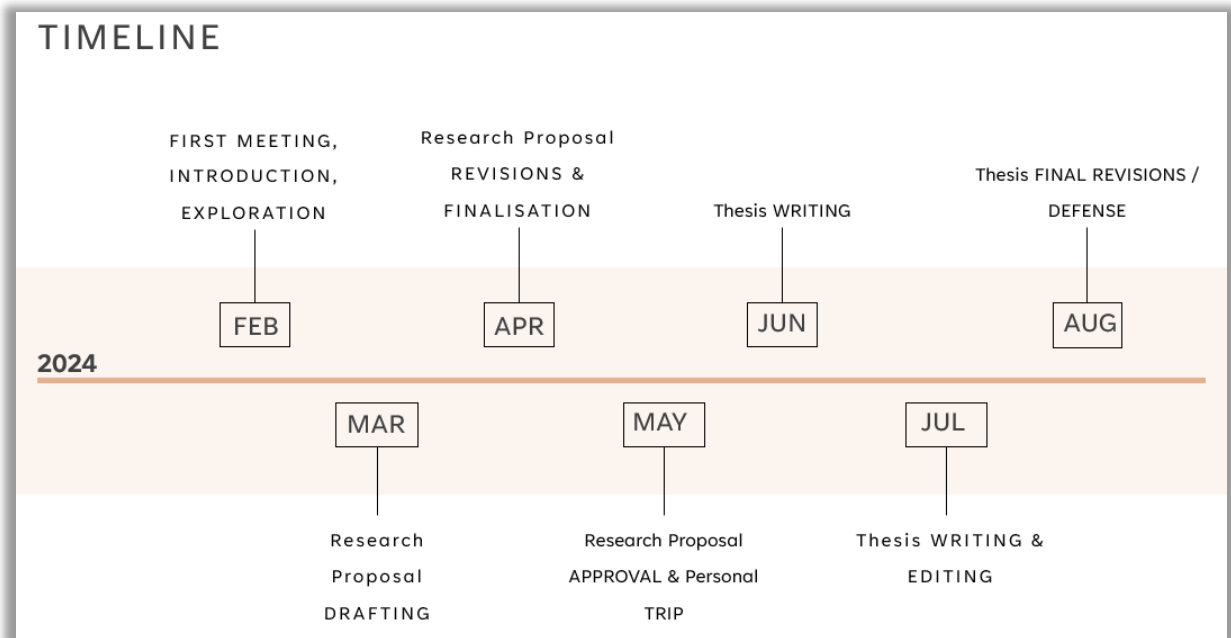 TIMELINE
FIRST MEETING,
INTRODUCTION,
EXPLORATION
Research Proposal
REVISIONS &
FINALISATION
Thesis WRITING
Thesis FINAL REVISIONS /
DEFENSE
FEB
APR
JUN
AUG
2024
MAR
MAY
JUL
Research
Proposal
DRAFTING
Research Proposal
APPROVAL & Personal
TRIP
Thesis WRITING &
EDITING